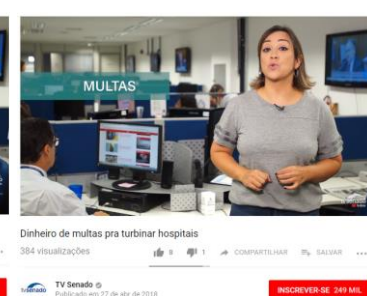 MULTAS
Dinheiro de multas pra turbinar hospitais
384 visualizações
8
1
COMPARTILHAR
SALVAR
...
tvsenado
TV Senado
Publicado em 27 de abr de 2018
INSCREVER-SE 249 MIL